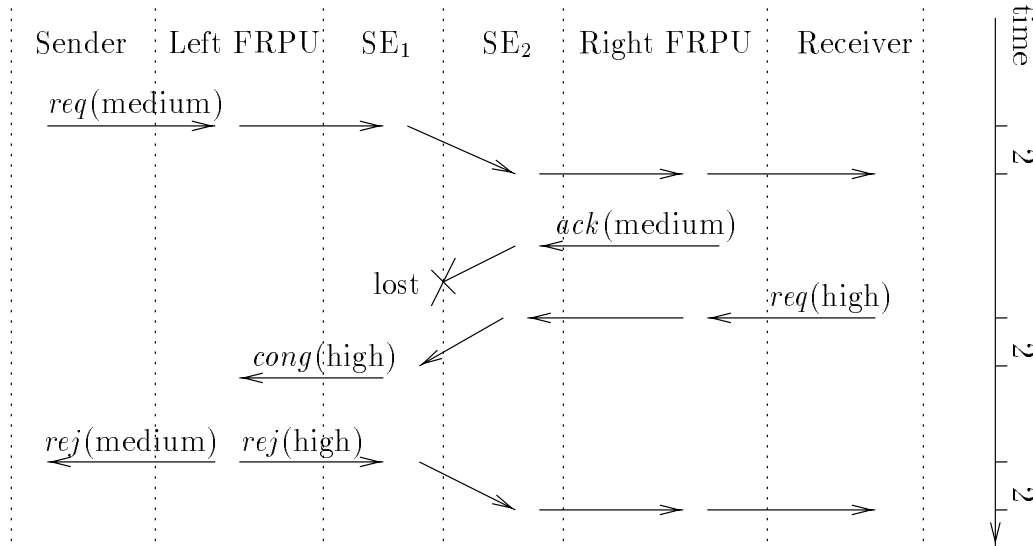 Sender Left FRPU SE₁ SE₂ Right FRPU Receiver
time
req(medium)
2
ack(medium)
lost
req(high)
2
cong(high)
rej(medium) rej(high)
2